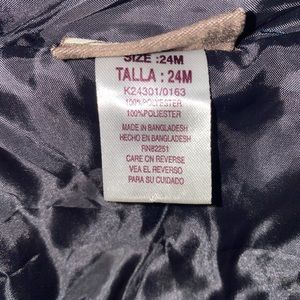 SIZE :24M
TALLA : 24M
K24301/0163
100% POLYESTER
100%POLIESTER
MADE IN BANGLADESH
HECHO EN BANGLADESH
RN82251
CARE ON REVERSE
VEA EL REVERSO
PARA SU CUIDADO